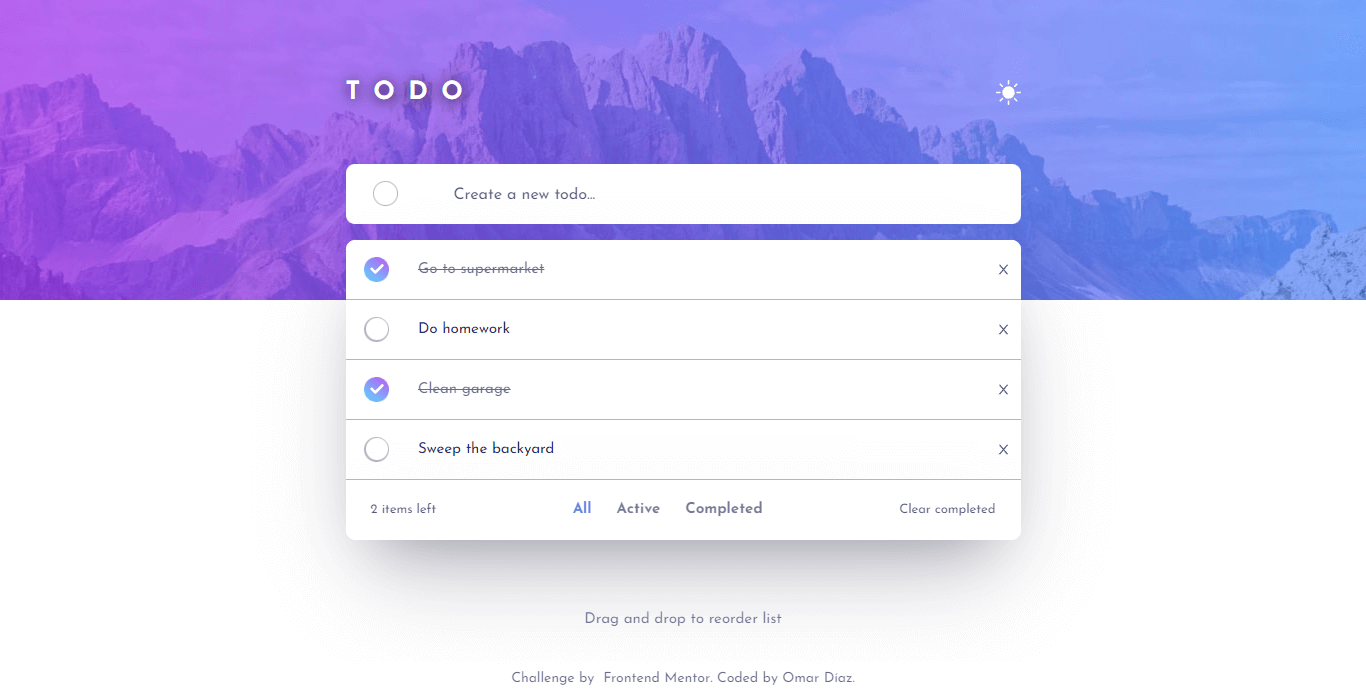 TODO
Create a new todo...
Go to supermarket X
Do homework X
Clean garage X
Sweep the backyard X
2 items left All Active Completed Clear completed
Drag and drop to reorder list
Challenge by Frontend Mentor. Coded by Omar Diaz.